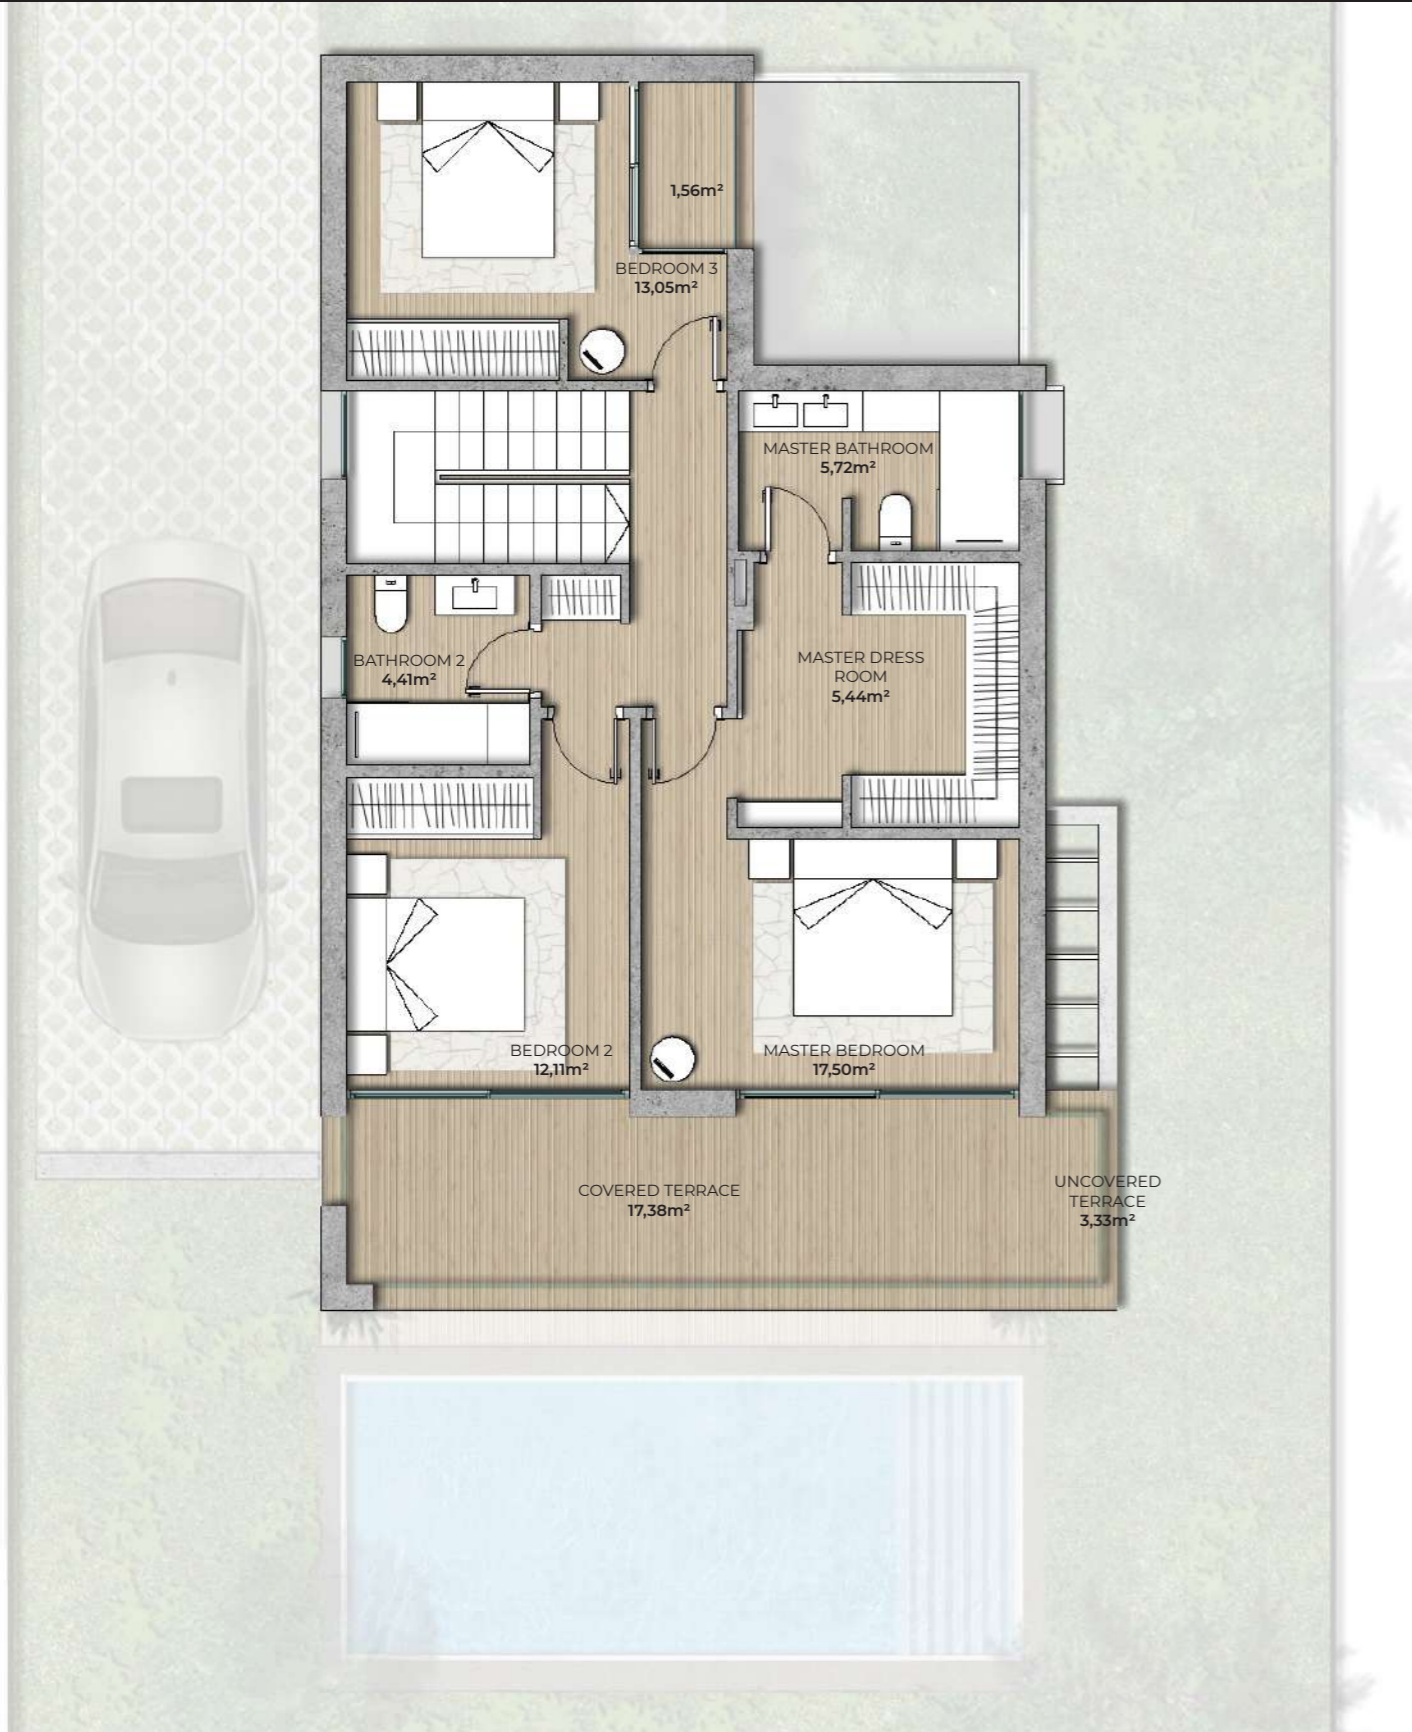 1,56m²
BEDROOM 3
13,05m²
MASTER BATHROOM
5,72m²
BATHROOM 2
4,41m²
MASTER DRESS
ROOM
5,44m²
BEDROOM 2
12,11m²
MASTER BEDROOM
17,50m²
COVERED TERRACE
17,38m²
UNCOVERED
TERRACE
3,33m²